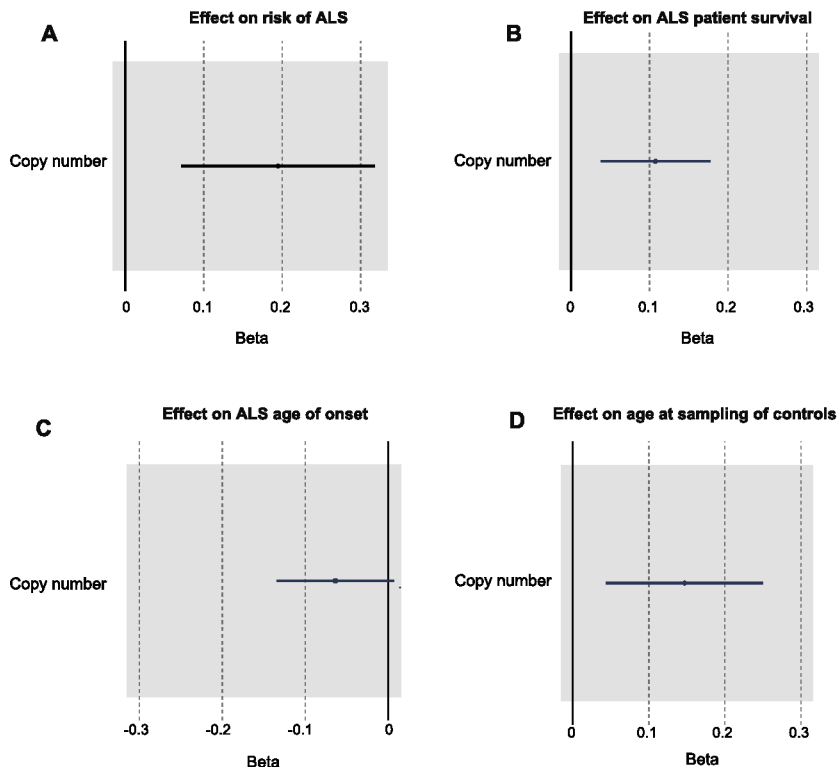 A
Effect on risk of ALS
Copy number
0 0.1 0.2 0.3
Beta
B
Effect on ALS patient survival
Copy number
0 0.1 0.2 0.3
Beta
C
Effect on ALS age of onset
Copy number
-0.3 -0.2 -0.1 0
Beta
D
Effect on age at sampling of controls
Copy number
0 0.1 0.2 0.3
Beta